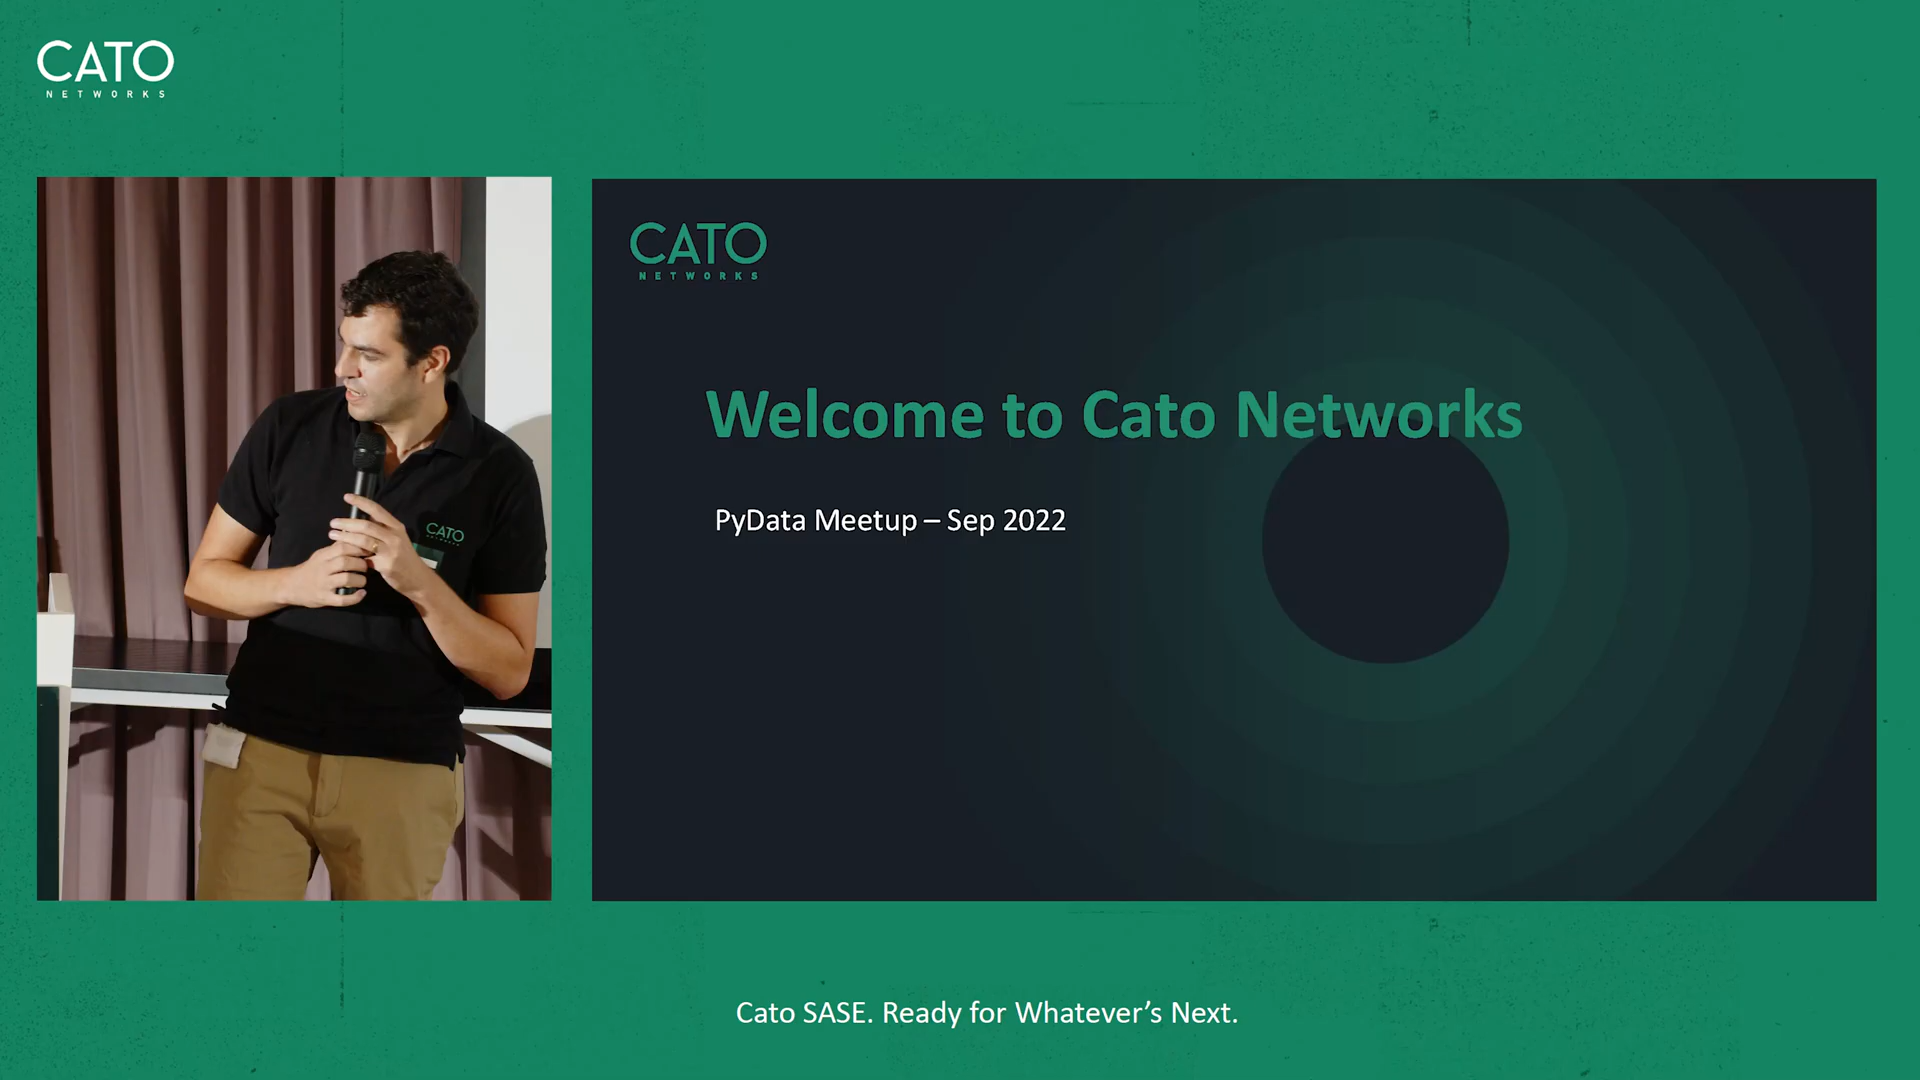 CATO
NETWORKS
CATO
NETWORKS
Welcome to Cato Networks
PyData Meetup – Sep 2022
CATO
Cato SASE. Ready for Whatever's Next.